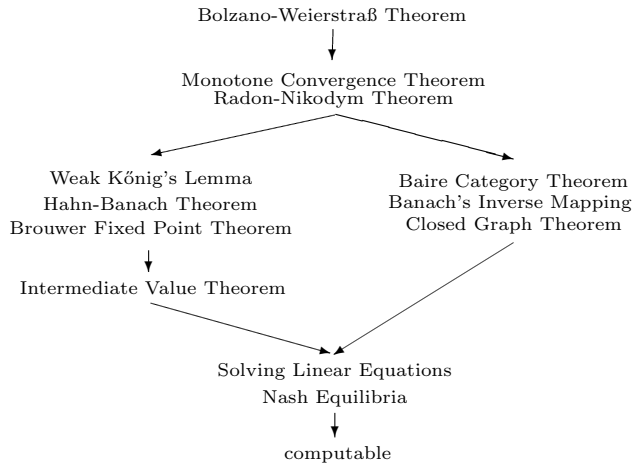 Bolzano-Weierstraß Theorem
Monotone Convergence Theorem
Radon-Nikodym Theorem
Weak Kőnig's Lemma
Hahn-Banach Theorem
Brouwer Fixed Point Theorem
Baire Category Theorem
Banach's Inverse Mapping
Closed Graph Theorem
Intermediate Value Theorem
Solving Linear Equations
Nash Equilibria
computable